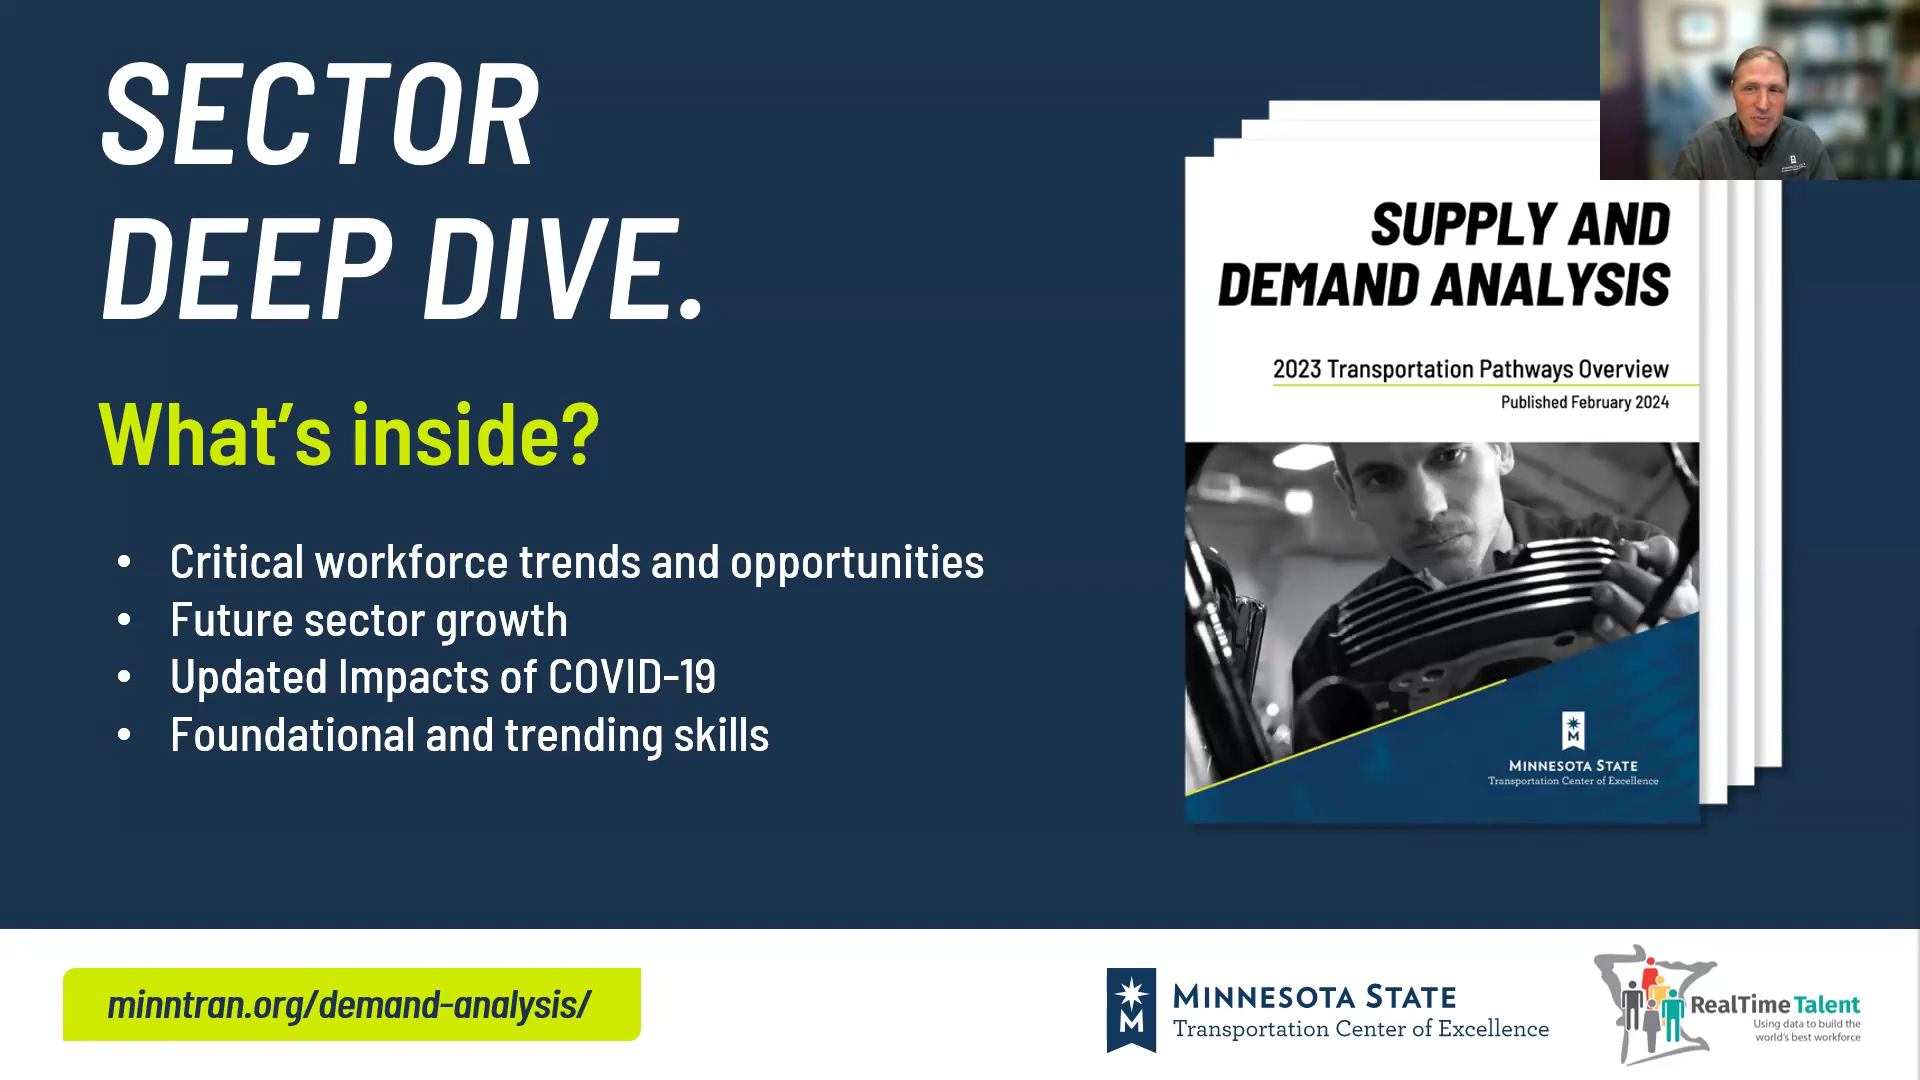 SECTOR
DEEP DIVE.
What's inside?
• Critical workforce trends and opportunities
• Future sector growth
• Updated Impacts of COVID-19
• Foundational and trending skills
SUPPLY AND
DEMAND ANALYSIS
2023 Transportation Pathways Overview
Published February 2024
M
MINNESOTA STATE
Transportation Center of Excellence
minntran.org/demand-analysis/
M
MINNESOTA STATE
Transportation Center of Excellence
RealTime Talent
Using data to build the
world's best workforce